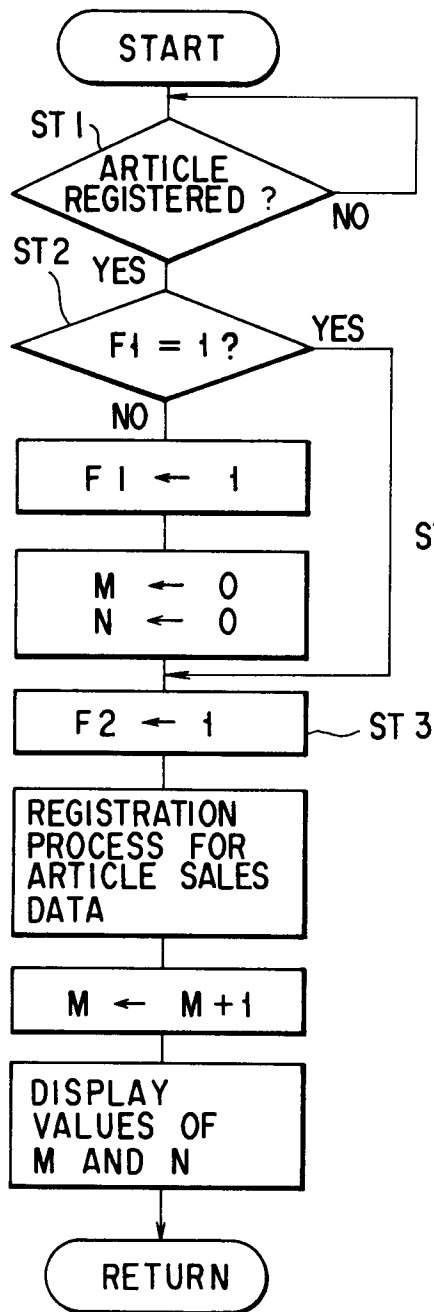 START
ST1
ARTICLE
REGISTERED ?
NO
ST2
YES
F1 = 1 ?
YES
NO
F1 ← 1
M ← 0
N ← 0
F2 ← 1
ST3
REGISTRATION
PROCESS FOR
ARTICLE SALES
DATA
M ← M+1
DISPLAY
VALUES OF
M AND N
RETURN